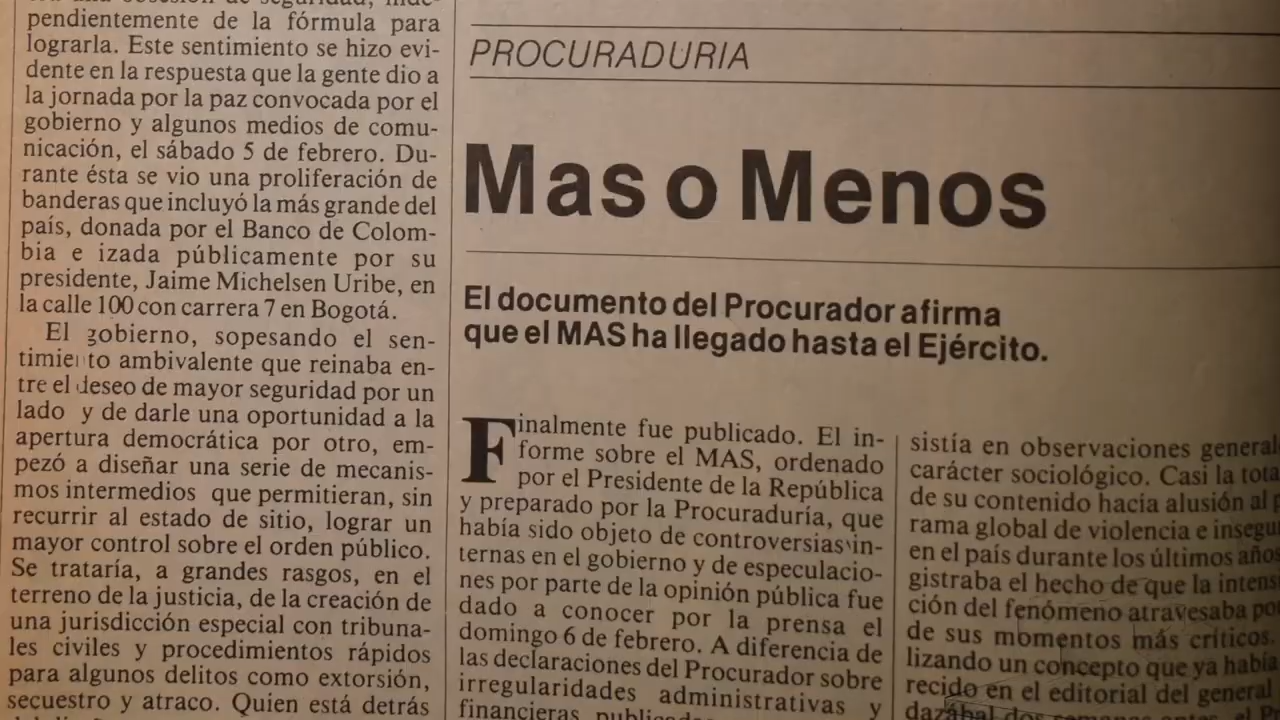 pendientemente de la fórmula para
lograrla. Este sentimiento se hizo evi-
dente en la respuesta que la gente dio a
la jornada por la paz convocada por el
gobierno y algunos medios de comu-
nicación, el sábado 5 de febrero. Du-
rante ésta se vio una proliferación de
banderas que incluyó la más grande del
país, donada por el Banco de Colom-
bia e izada públicamente por su
presidente, Jaime Michelsen Uribe, en
la calle 100 con carrera 7 en Bogotá.
El gobierno, sopesando el sen-
timiento ambivalente que reinaba en-
tre el deseo de mayor seguridad por un
lado y de darle una oportunidad a la
apertura democrática por otro, em-
pezó a diseñar una serie de mecanis-
mos intermedios que permitieran, sin
recurrir al estado de sitio, lograr un
mayor control sobre el orden público.
Se trataría, a grandes rasgos, en el
terreno de la justicia, de la creación de
una jurisdicción especial con tribuna-
les civiles y procedimientos rápidos
para algunos delitos como extorsión,
secuestro y atraco. Quien está detrás
PROCURADURIA
Mas o Menos
El documento del Procurador afirma
que el MAS ha llegado hasta el Ejército.
Finalmente fue publicado. El in-
forme sobre el MAS, ordenado
por el Presidente de la República
y preparado por la Procuraduría, que
había sido objeto de controversias in-
ternas en el gobierno y de especulacio-
nes por parte de la opinión pública fue
dado a conocer por la prensa el
domingo 6 de febrero. A diferencia de
las declaraciones del Procurador sobre
irregularidades administrativas y
financieras
sistía en observaciones general
carácter sociológico. Casi la tota
de su contenido hacía alusión al p
rama global de violencia e insegu
en el país durante los últimos años
gistraba el hecho de que la intens
ción del fenómeno atravesaba por
de sus momentos más críticos.
lizando un concepto que ya había
recido en el editorial del general